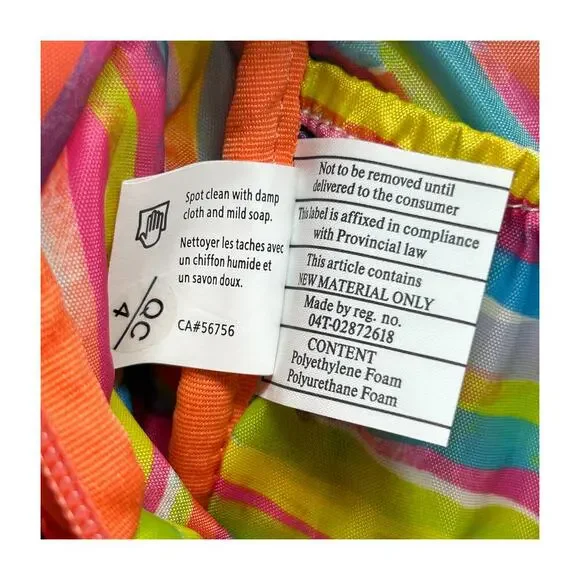 Spot clean with damp
cloth and mild soap.
Nettoyer les taches avec
un chiffon humide et
un savon doux.
CA#56756
QC
4
Not to be removed until
delivered to the consumer
This label is affixed in compliance
with Provincial law
This article contains
NEW MATERIAL ONLY
Made by reg. no.
04T-02872618
CONTENT
Polyethylene Foam
Polyurethane Foam